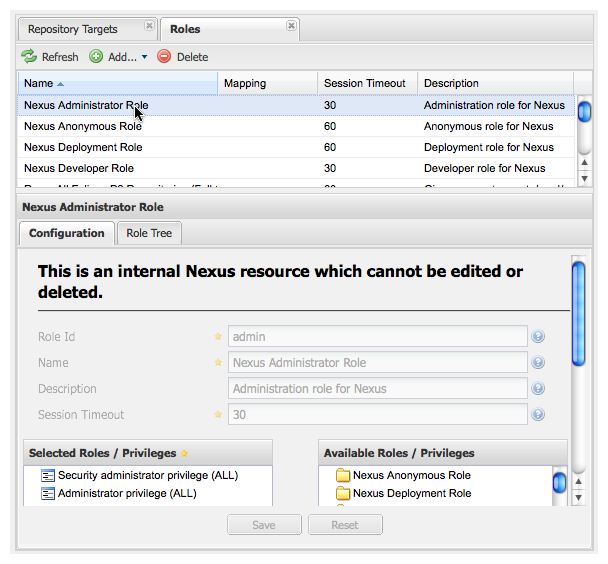 Repository Targets
Roles
Refresh Add... Delete
Name Mapping Session Timeout Description
Nexus Administrator Role 30 Administration role for Nexus
Nexus Anonymous Role 60 Anonymous role for Nexus
Nexus Deployment Role 60 Deployment role for Nexus
Nexus Developer Role 30 Developer role for Nexus
Nexus Administrator Role
Configuration Role Tree
This is an internal Nexus resource which cannot be edited or
deleted.
Role Id admin
Name Nexus Administrator Role
Description Administration role for Nexus
Session Timeout 30
Selected Roles / Privileges Available Roles / Privileges
Security administrator privilege (ALL) Nexus Anonymous Role
Administrator privilege (ALL) Nexus Deployment Role
Save Reset